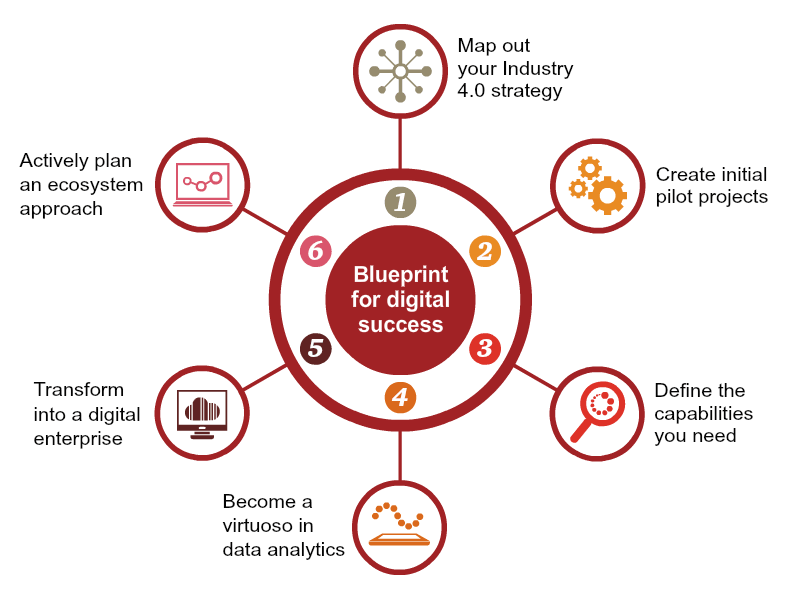 Map out
your Industry
4.0 strategy
Create initial
pilot projects
Define the
capabilities
you need
Become a
virtuoso in
data analytics
Transform
into a digital
enterprise
Actively plan
an ecosystem
approach
1
2
3
4
5
6
Blueprint
for digital
success